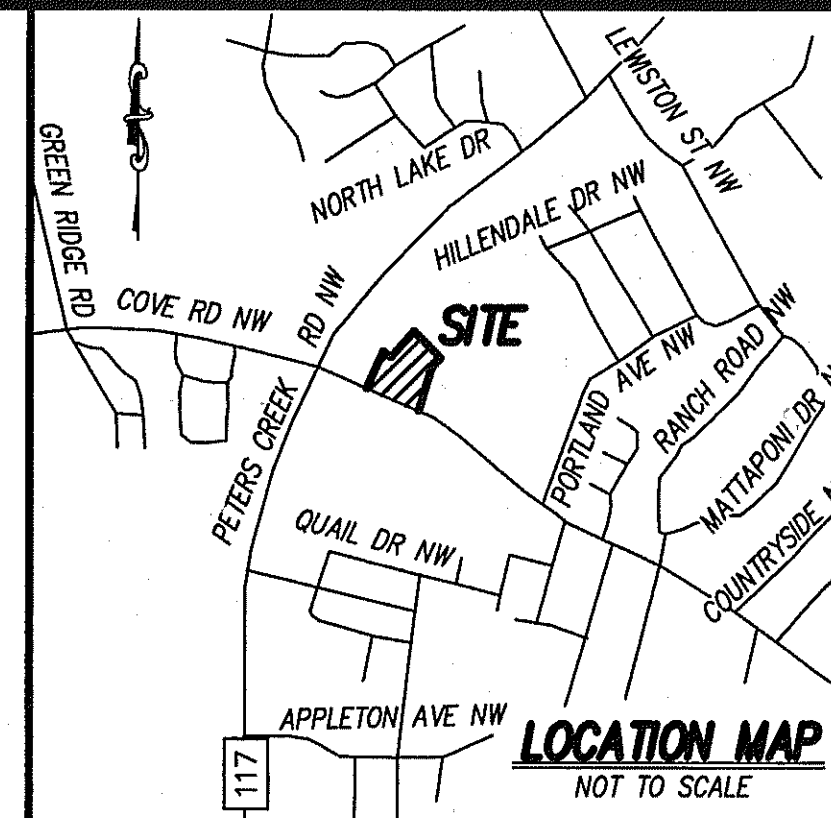 LEWISTON ST NW
GREEN RIDGE RD
NORTH LAKE DR
HILLENDALE DR NW
COVE RD NW
PETERS CREEK RD NW
SITE
PORTLAND AVE NW
RANCH ROAD NW
MATTAPONI DR
COUNTRYSIDE
QUAIL DR NW
APPLETON AVE NW
117
LOCATION MAP
NOT TO SCALE